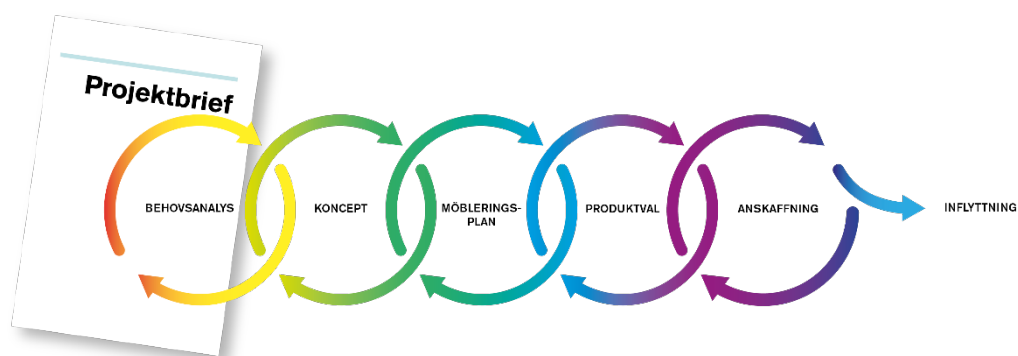 Projektbrief
BEHOVSANALYS
KONCEPT
MÖBLERINGS-
PLAN
PRODUKTVAL
ANSKAFFNING
INFLYTTNING